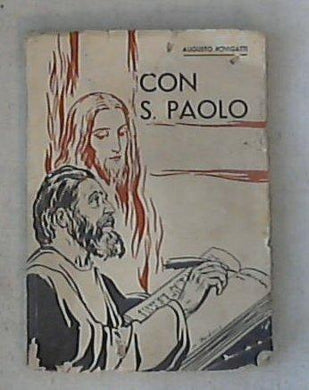 AUGUSTO ROVIGATTI
CON
S. PAOLO